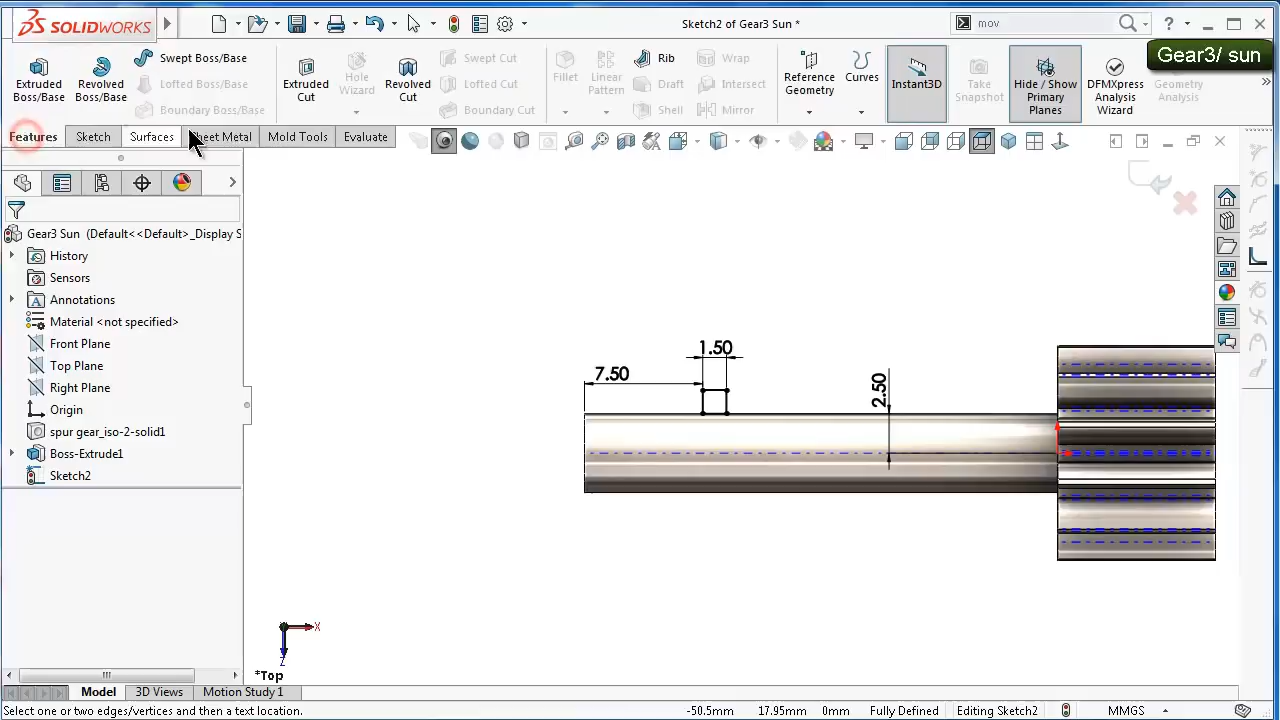 SOLIDWORKS
Sketch2 of Gear3 Sun *
mov
?
Gear3/ sun
Extruded Boss/Base
Revolved Boss/Base
Swept Boss/Base
Lofted Boss/Base
Boundary Boss/Base
Extruded Cut
Hole Wizard
Revolved Cut
Swept Cut
Lofted Cut
Boundary Cut
Fillet
Linear Pattern
Rib
Draft
Shell
Wrap
Intersect
Mirror
Reference Geometry
Curves
Instant3D
Take Snapshot
Hide / Show Primary Planes
DFMXpress Analysis Wizard
Geometry Analysis
Features
Sketch
Surfaces
Sheet Metal
Mold Tools
Evaluate
Gear3 Sun (Default<<Default>_Display S
History
Sensors
Annotations
Material <not specified>
Front Plane
Top Plane
Right Plane
Origin
spur gear_iso-2-solid1
Boss-Extrude1
Sketch2
1.50
7.50
2.50
X
Z
*Top
Model
3D Views
Motion Study 1
Select one or two edges/vertices and then a text location.
-50.5mm
17.95mm
0mm
Fully Defined
Editing Sketch2
MMGS